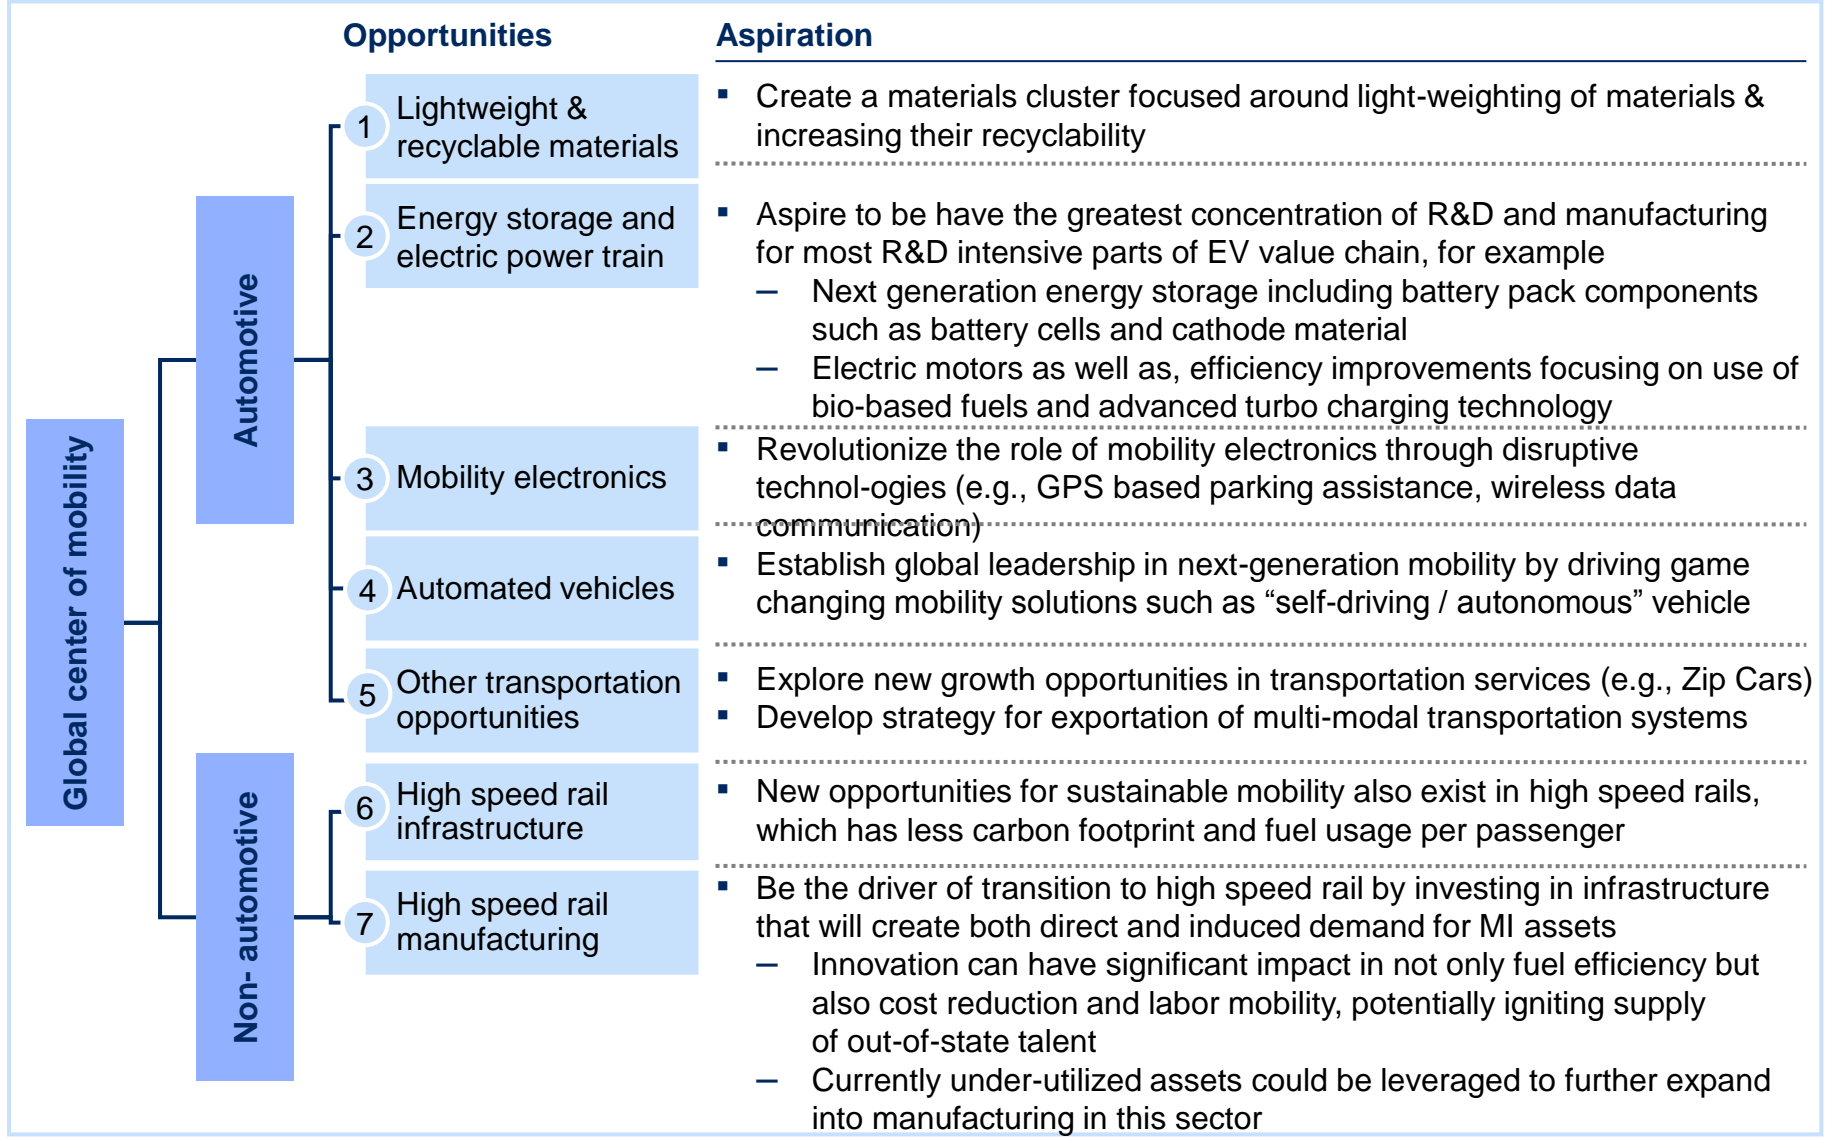 Opportunities
Aspiration
Global center of mobility
Automotive
1
Lightweight &
recyclable materials
▪ Create a materials cluster focused around light-weighting of materials &
increasing their recyclability
2
Energy storage and
electric power train
▪ Aspire to be have the greatest concentration of R&D and manufacturing
for most R&D intensive parts of EV value chain, for example
– Next generation energy storage including battery pack components
such as battery cells and cathode material
– Electric motors as well as, efficiency improvements focusing on use of
bio-based fuels and advanced turbo charging technology
3
Mobility electronics
▪ Revolutionize the role of mobility electronics through disruptive
technol-ogies (e.g., GPS based parking assistance, wireless data
communication)
4
Automated vehicles
▪ Establish global leadership in next-generation mobility by driving game
changing mobility solutions such as “self-driving / autonomous” vehicle
5
Other transportation
opportunities
▪ Explore new growth opportunities in transportation services (e.g., Zip Cars)
▪ Develop strategy for exportation of multi-modal transportation systems
Non- automotive
6
High speed rail
infrastructure
▪ New opportunities for sustainable mobility also exist in high speed rails,
which has less carbon footprint and fuel usage per passenger
7
High speed rail
manufacturing
▪ Be the driver of transition to high speed rail by investing in infrastructure
that will create both direct and induced demand for MI assets
– Innovation can have significant impact in not only fuel efficiency but
also cost reduction and labor mobility, potentially igniting supply
of out-of-state talent
– Currently under-utilized assets could be leveraged to further expand
into manufacturing in this sector